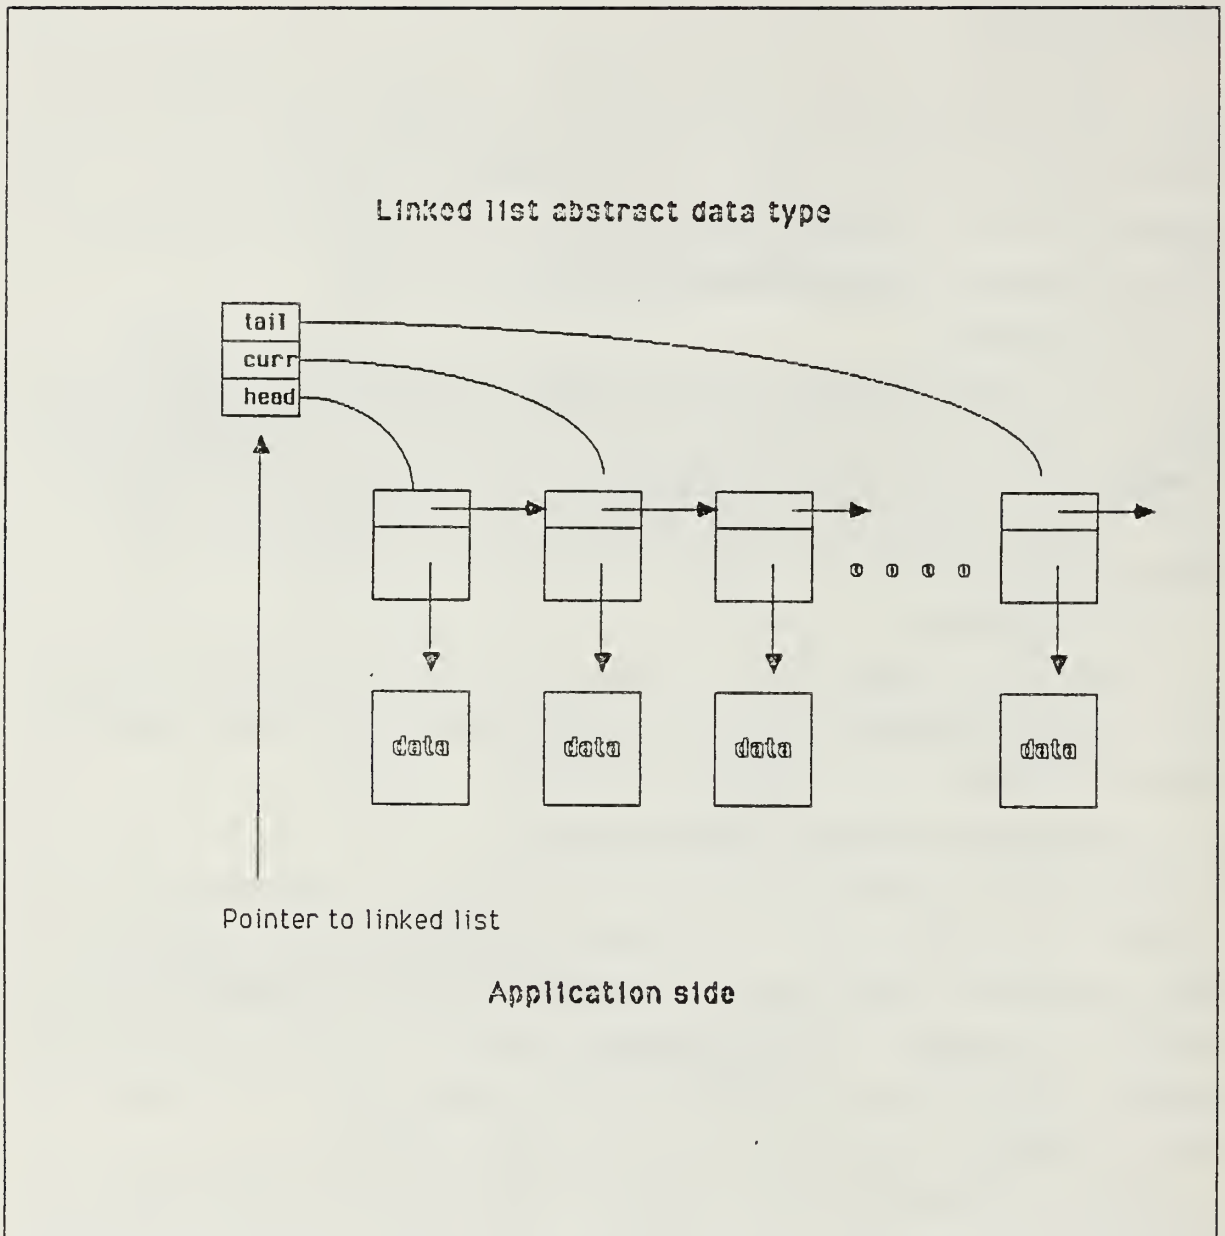 Linked list abstract data type
tail
curr
head
data data data data
Pointer to linked list
Application side